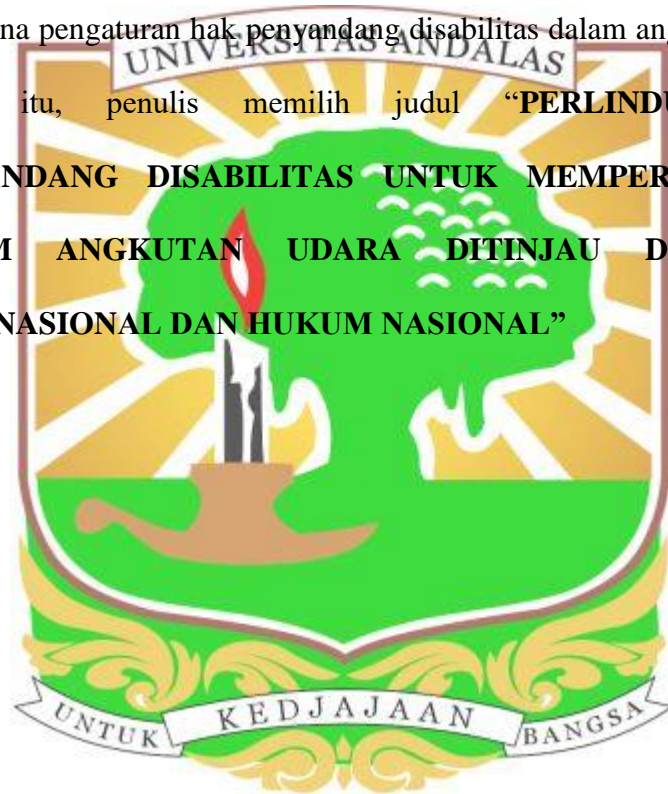 na pengaturan hak penyandang disabilitas dalam ang
UNIVERSITAS ANDALAS
itu, penulis memilih judul “PERLINDU
NDANG DISABILITAS UNTUK MEMPER
M ANGKUTAN UDARA DITINJAU D
NASIONAL DAN HUKUM NASIONAL”
UNTUK KEDJAJAAN BANGSA